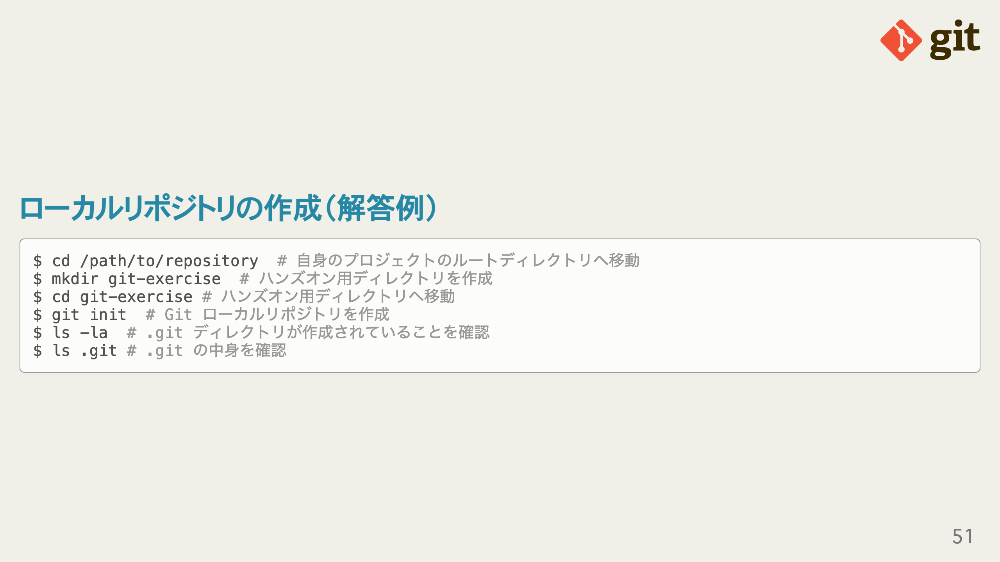 git
ローカルリポジトリの作成（解答例）
$ cd /path/to/repository  # 自身のプロジェクトのルートディレクトリへ移動
$ mkdir git-exercise  # ハンズオン用ディレクトリを作成
$ cd git-exercise # ハンズオン用ディレクトリへ移動
$ git init  # Git ローカルリポジトリを作成
$ ls -la  # .git ディレクトリが作成されていることを確認
$ ls .git # .git の中身を確認
51